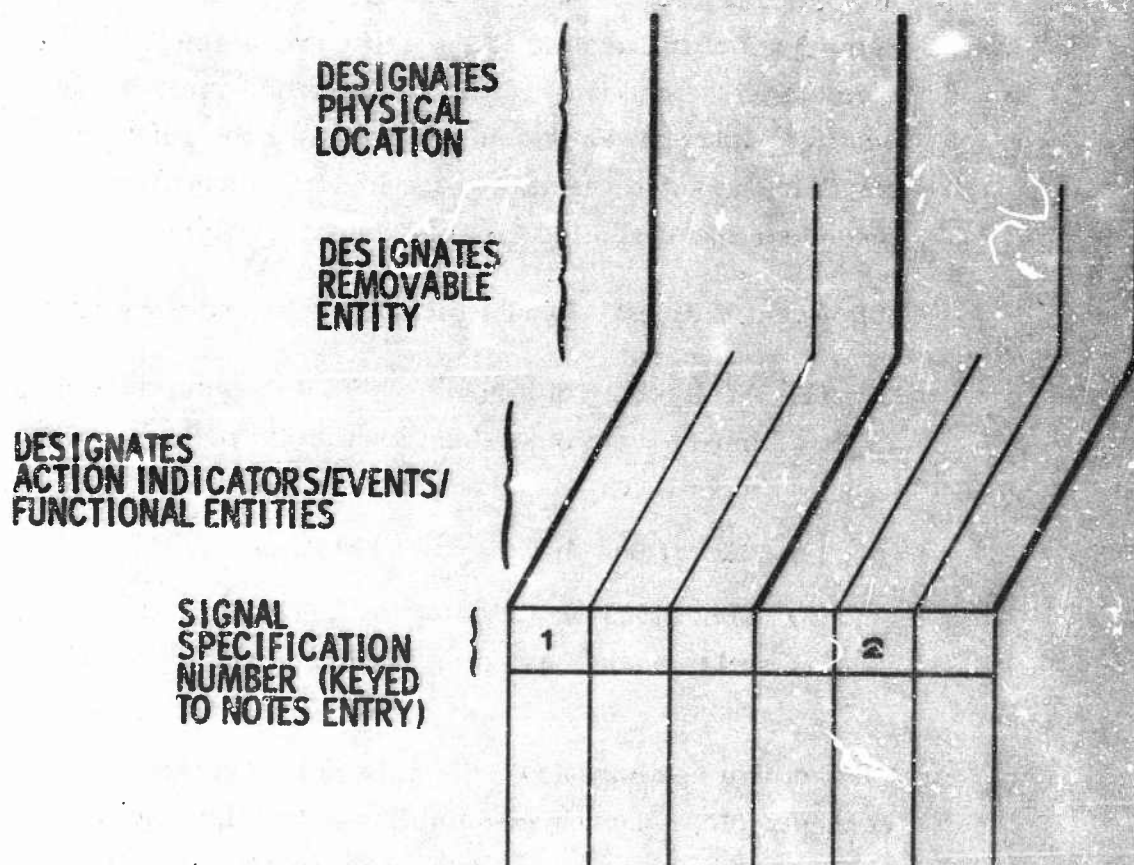 DESIGNATES
PHYSICAL
LOCATION
DESIGNATES
REMOVABLE
ENTITY
DESIGNATES
ACTION INDICATORS/EVENTS/
FUNCTIONAL ENTITIES
SIGNAL
SPECIFICATION
NUMBER (KEYED
TO NOTES ENTRY)
1 2